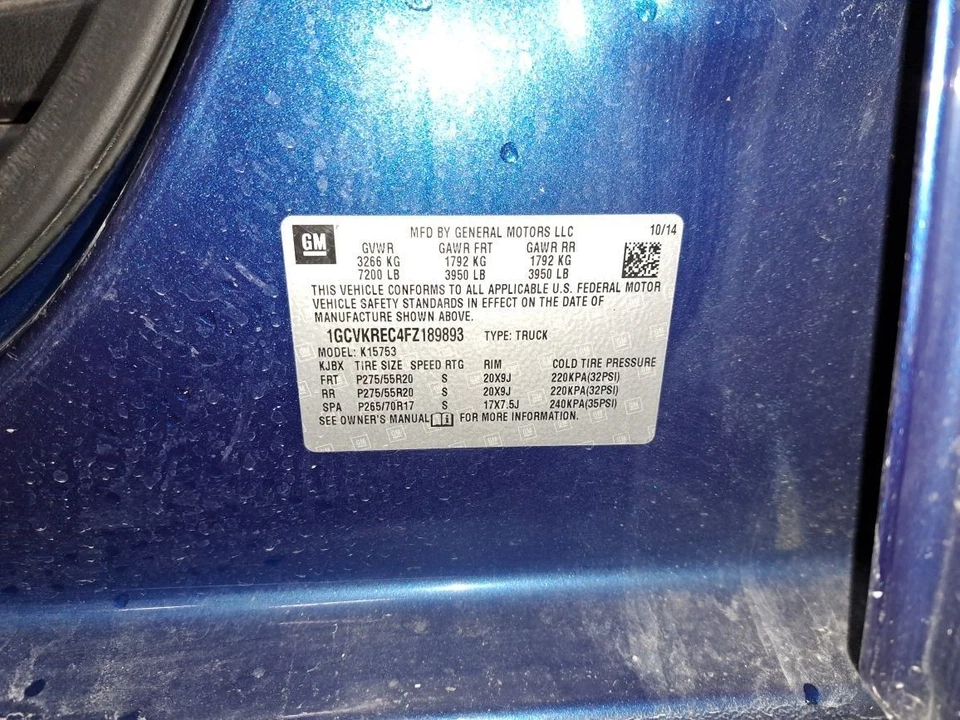 GM
MFD BY GENERAL MOTORS LLC 10/14
GVWR GAWR FRT GAWR RR
3266 KG 1792 KG 1792 KG
7200 LB 3950 LB 3950 LB
THIS VEHICLE CONFORMS TO ALL APPLICABLE U.S. FEDERAL MOTOR
VEHICLE SAFETY STANDARDS IN EFFECT ON THE DATE OF
MANUFACTURE SHOWN ABOVE.
1GCVKREC4FZ189893 TYPE: TRUCK
MODEL: K15753
KJBX TIRE SIZE SPEED RTG RIM COLD TIRE PRESSURE
FRT P275/55R20 S 20X9J 220KPA(32PSI)
RR P275/55R20 S 20X9J 220KPA(32PSI)
SPA P265/70R17 S 17X7.5J 240KPA(35PSI)
SEE OWNER'S MANUAL FOR MORE INFORMATION.